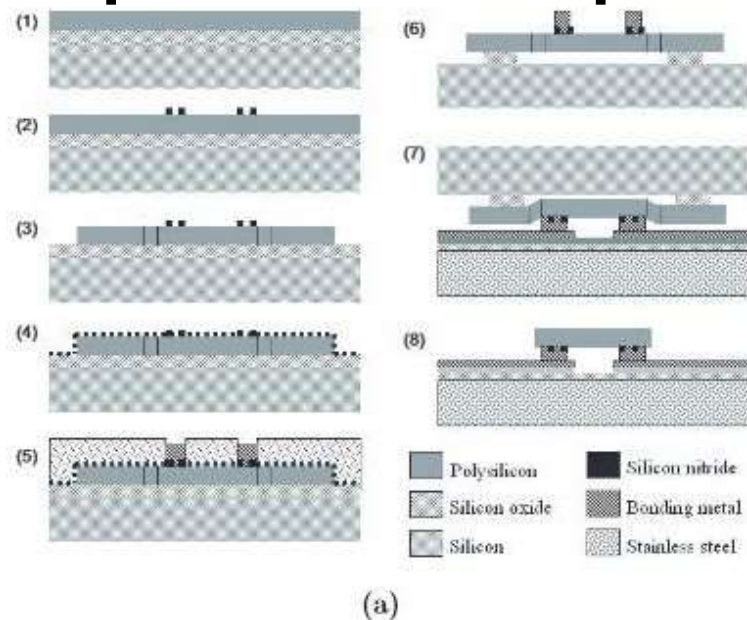 (1)
(2)
(3)
(4)
(5)
(6)
(7)
(8)
Polysilicon
Silicon oxide
Silicon
Silicon nitride
Bonding metal
Stainless steel
(a)